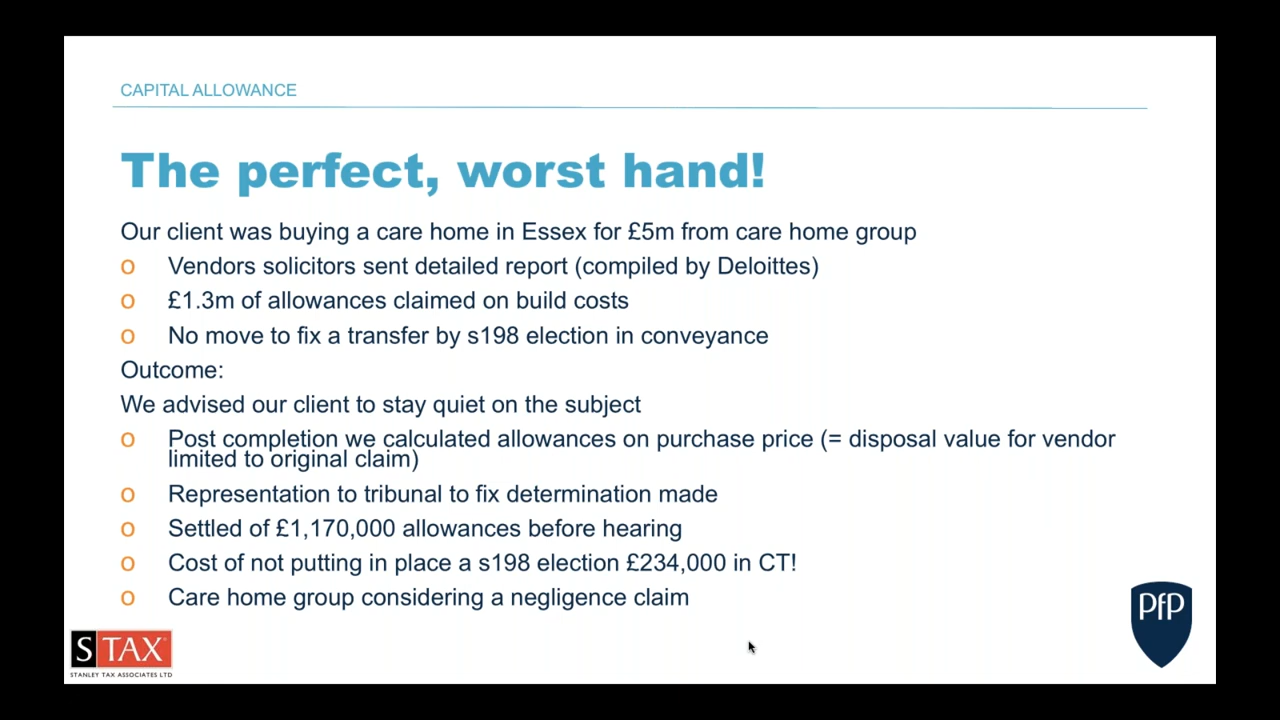 CAPITAL ALLOWANCE
The perfect, worst hand!
Our client was buying a care home in Essex for £5m from care home group
o Vendors solicitors sent detailed report (compiled by Deloittes)
o £1.3m of allowances claimed on build costs
o No move to fix a transfer by s198 election in conveyance
Outcome:
We advised our client to stay quiet on the subject
o Post completion we calculated allowances on purchase price (= disposal value for vendor
limited to original claim)
o Representation to tribunal to fix determination made
o Settled of £1,170,000 allowances before hearing
o Cost of not putting in place a s198 election £234,000 in CT!
o Care home group considering a negligence claim
PfP
STAX
STANLEY TAX ASSOCIATES LTD